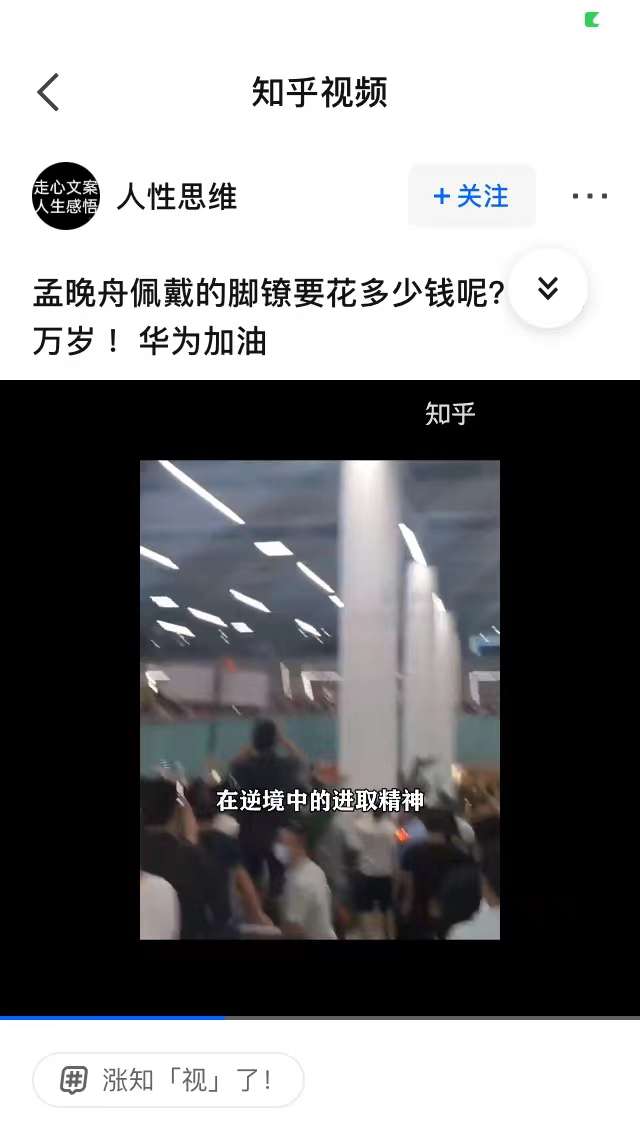 知乎视频
走心文案
人生感悟
人性思维
+ 关注
孟晚舟佩戴的脚镣要花多少钱呢?
万岁！华为加油
知乎
在逆境中的进取精神
涨知「视」了!